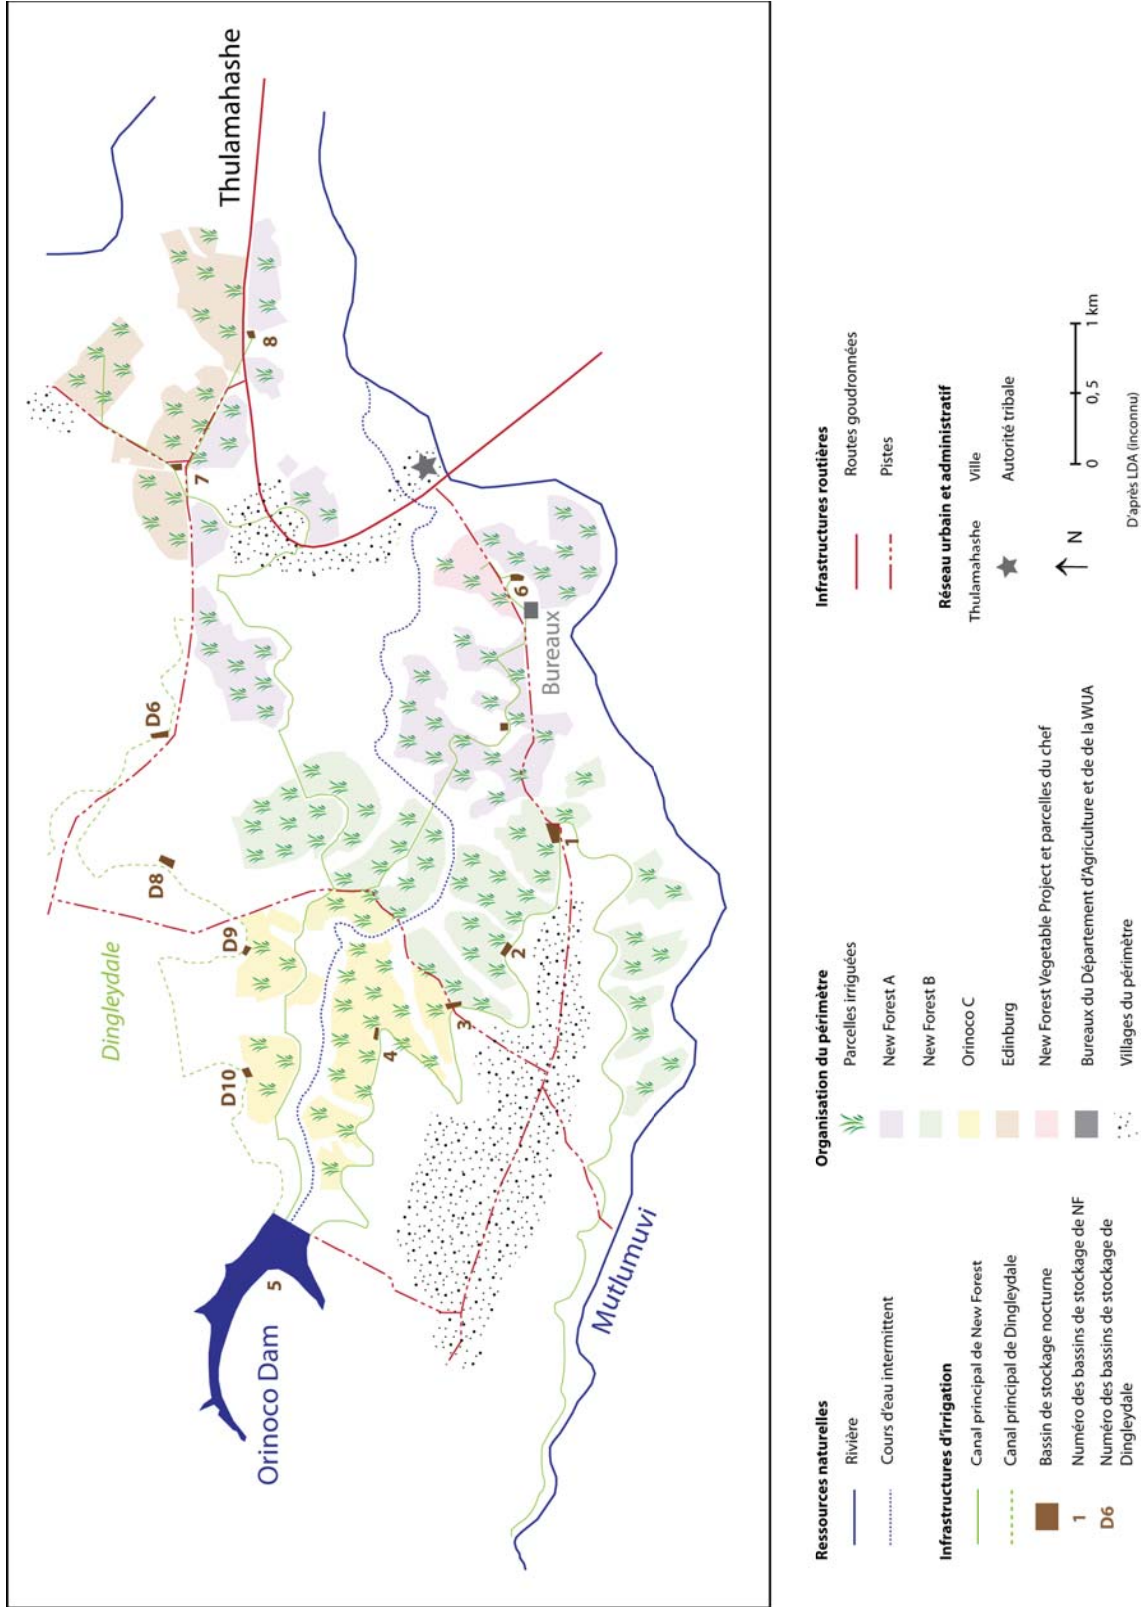 Thulamahashe
Dingleydale
D6
D8
D9
D10
7
8
6
Bureaux
1
2
3
4
5
Orinoco Dam
Mutlumuvi
Ressources naturelles
Rivière
Cours d'eau intermittent
Infrastructures d'irrigation
Canal principal de New Forest
Canal principal de Dingleydale
Bassin de stockage nocturne
1 Numéro des bassins de stockage de NF
D6 Numéro des bassins de stockage de
Dingleydale
Organisation du périmètre
Parcelles irriguées
New Forest A
New Forest B
Orinoco C
Edinburg
New Forest Vegetable Project et parcelles du chef
Bureaux du Département d'Agriculture et de la WUA
Villages du périmètre
Infrastructures routières
Routes goudronnées
Pistes
Réseau urbain et administratif
Thulamahashe Ville
Autorité tribale
N
0 0,5 1 km
D'après LDA (inconnu)